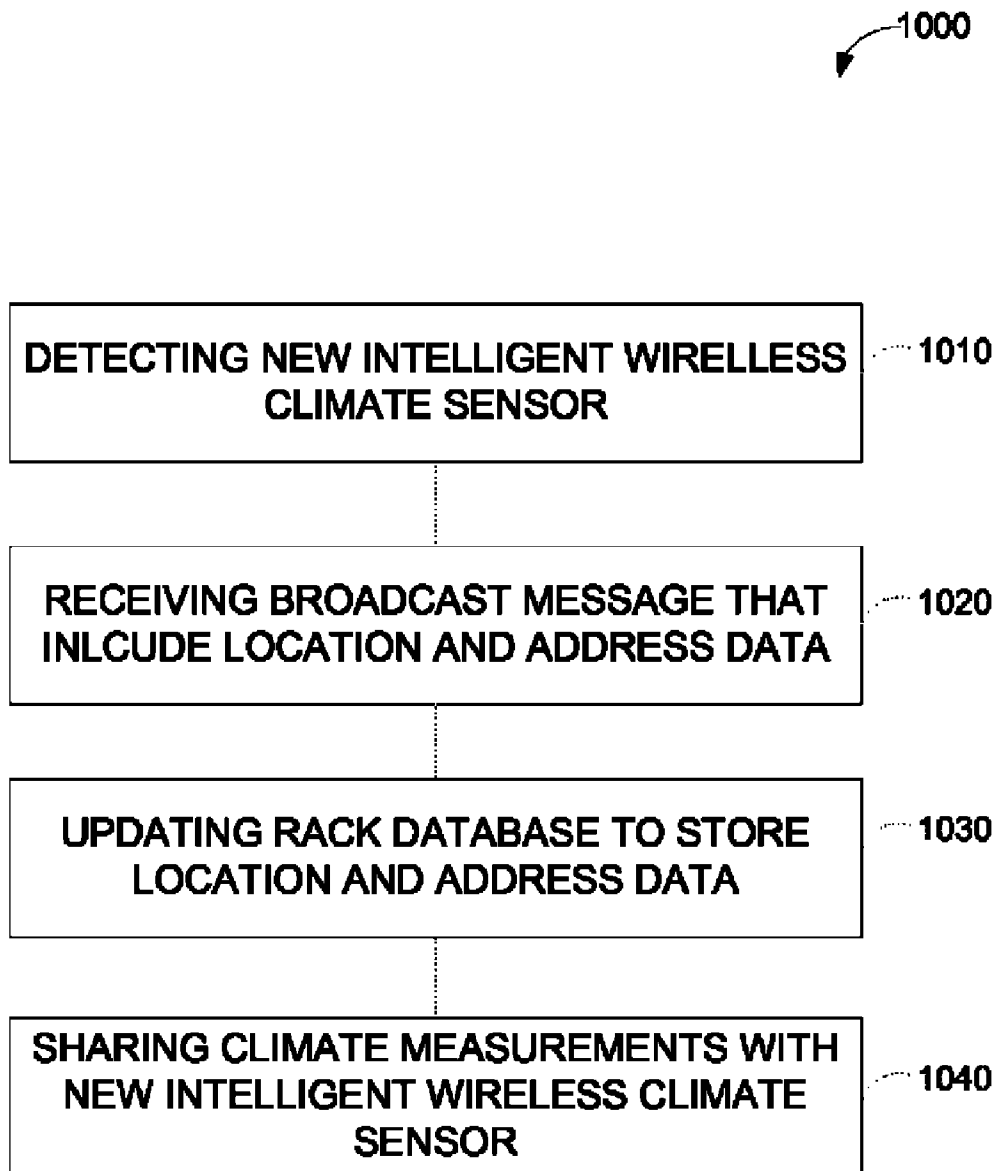 1000
DETECTING NEW INTELLIGENT WIRELLESS
CLIMATE SENSOR
1010
RECEIVING BROADCAST MESSAGE THAT
INLCUDE LOCATION AND ADDRESS DATA
1020
UPDATING RACK DATABASE TO STORE
LOCATION AND ADDRESS DATA
1030
SHARING CLIMATE MEASUREMENTS WITH
NEW INTELLIGENT WIRELESS CLIMATE
SENSOR
1040